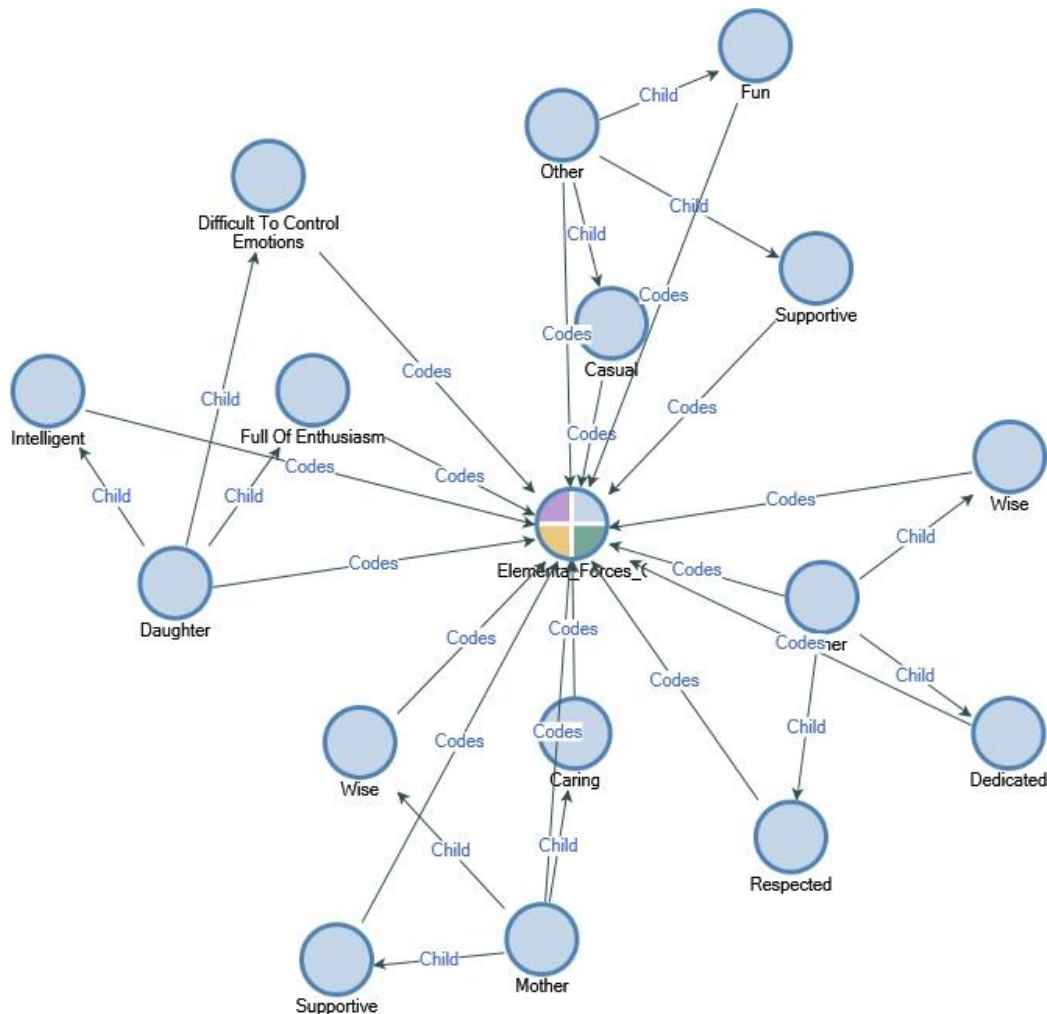 Fun
Child
Other
Child
Child
Difficult To Control
Emotions
Codes
Supportive
Codes
Casual
Codes
Codes
Child
Intelligent
Full Of Enthusiasm
Codes
Codes
Codes
Wise
Child
Child
Codes
Child
Elemental_Forces_
Codes
Codes
Daughter
Codes
Codes
Codes
Child
Codes
Child
Codes
Codes
Wise
Caring
Dedicated
Child
Child
Respected
Child
Mother
Supportive